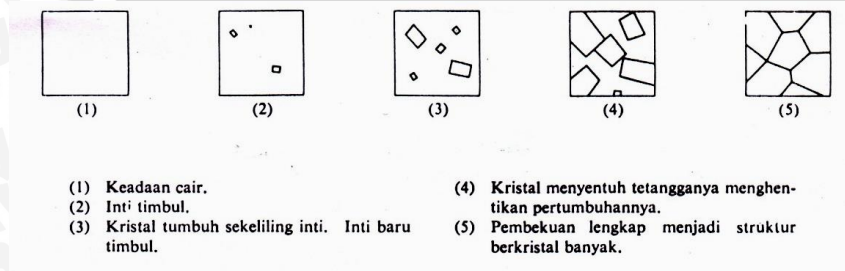 (1)
(2)
(3)
(4)
(5)
(1) Keadaan cair.
(2) Inti timbul.
(3) Kristal tumbuh sekeliling inti. Inti baru
timbul.
(4) Kristal menyentuh tetangganya menghen-
tikan pertumbuhannya.
(5) Pembekuan lengkap menjadi struktur
berkristal banyak.